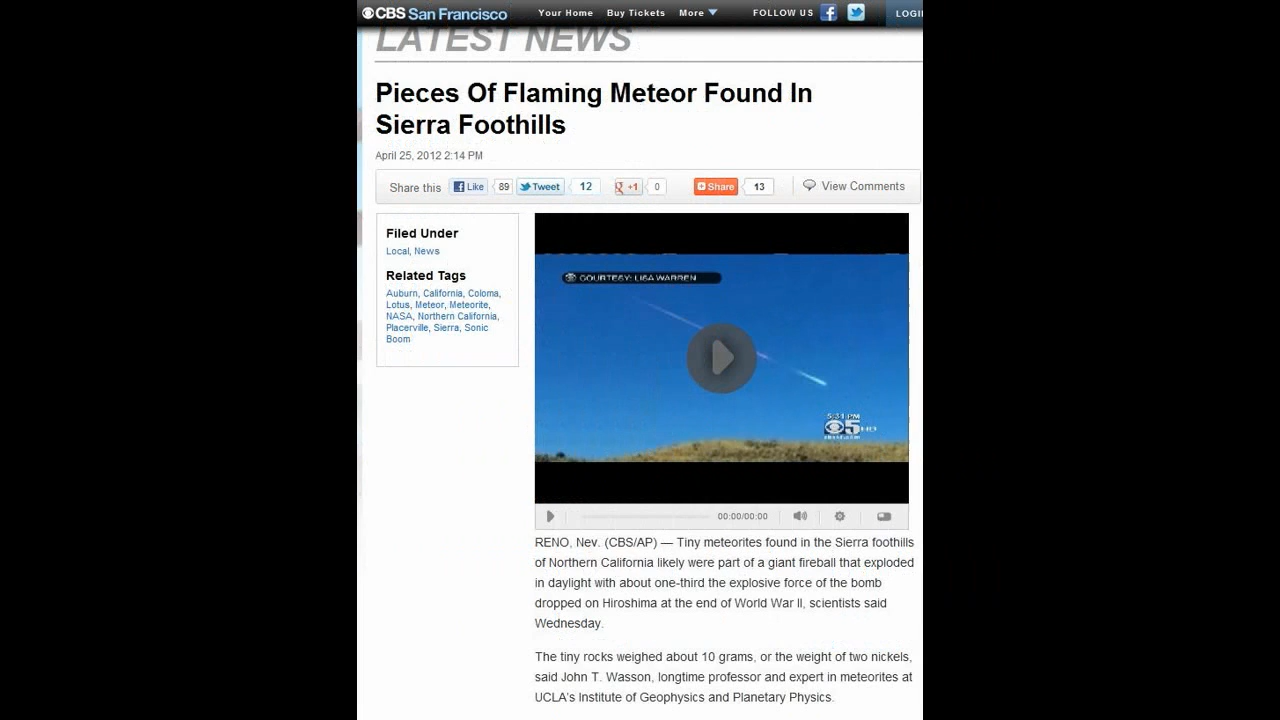 CBS San Francisco Your Home Buy Tickets More FOLLOW US
LATEST NEWS
Pieces Of Flaming Meteor Found In
Sierra Foothills
April 25, 2012 2:14 PM
Share this Like 89 Tweet 12 +1 0 Share 13 View Comments
Filed Under
Local, News
Related Tags
Auburn, California, Coloma,
Lotus, Meteor, Meteorite,
NASA, Northern California,
Placerville, Sierra, Sonic
Boom
COURTESY: LISA WARREN
5:31 PM
5 HD
00:00/00:00
RENO, Nev. (CBS/AP) — Tiny meteorites found in the Sierra foothills
of Northern California likely were part of a giant fireball that exploded
in daylight with about one-third the explosive force of the bomb
dropped on Hiroshima at the end of World War II, scientists said
Wednesday.
The tiny rocks weighed about 10 grams, or the weight of two nickels,
said John T. Wasson, longtime professor and expert in meteorites at
UCLA's Institute of Geophysics and Planetary Physics.